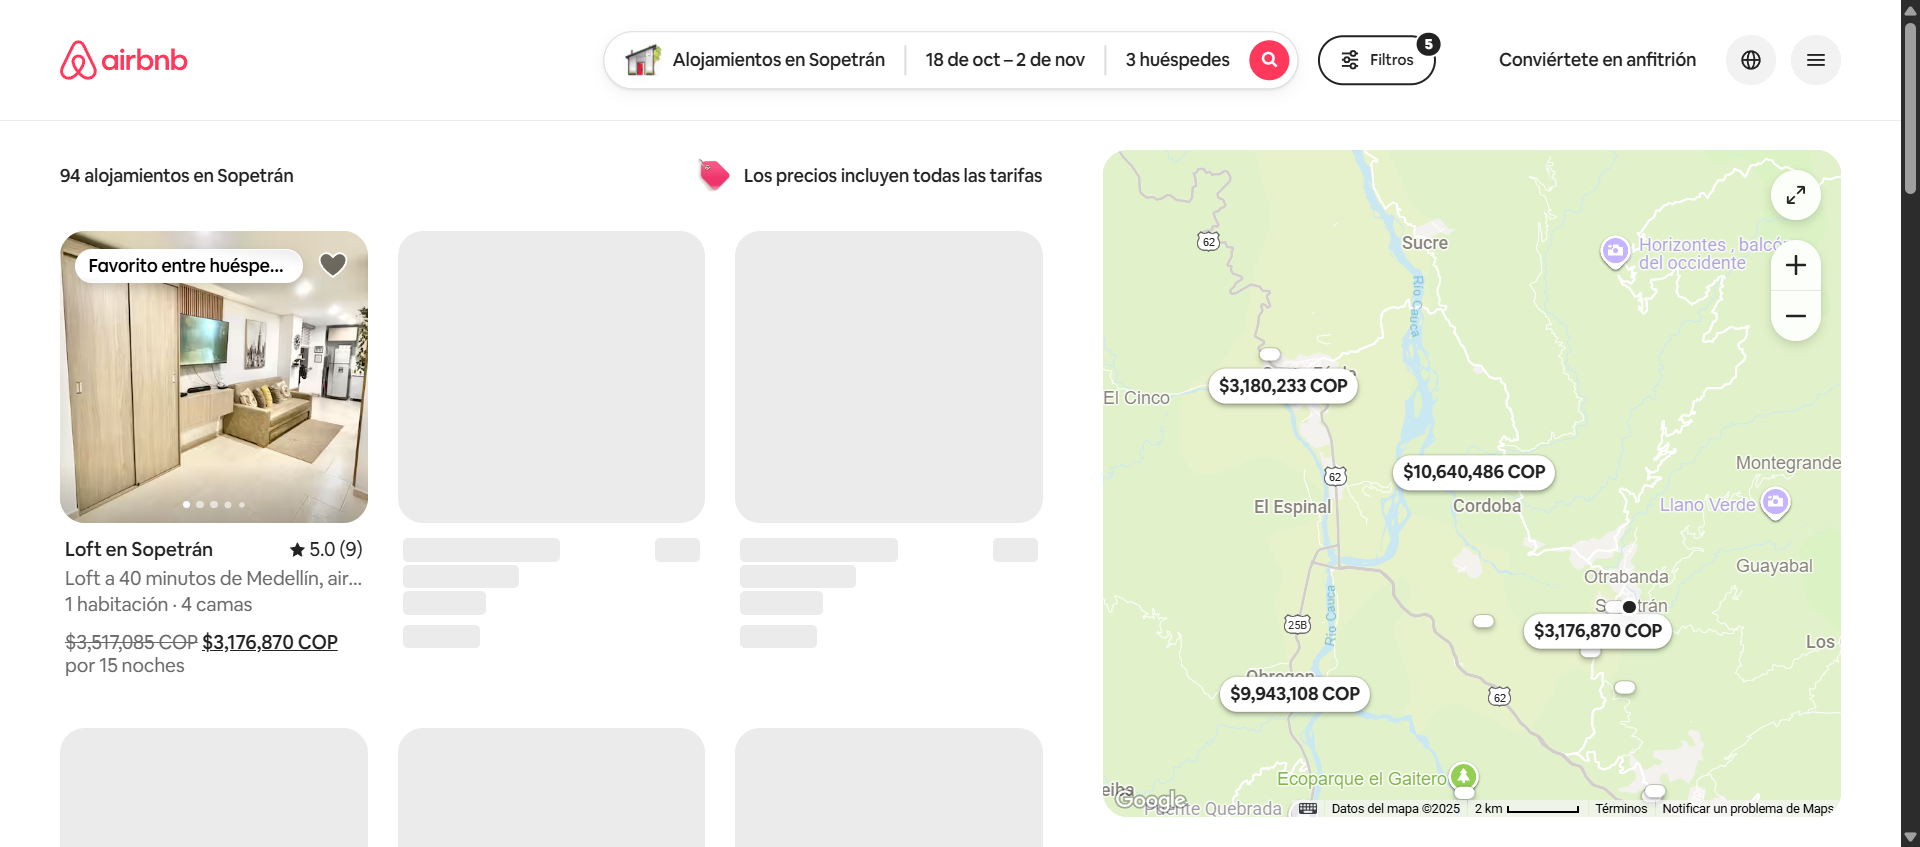 airbnb
Alojamientos en Sopetrán
18 de oct – 2 de nov
3 huéspedes
Filtros
5
Conviértete en anfitrión
94 alojamientos en Sopetrán
Los precios incluyen todas las tarifas
Favorito entre huéspe...
Loft en Sopetrán
5.0 (9)
Loft a 40 minutos de Medellín, air...
1 habitación · 4 camas
$3,517,085 COP $3,176,870 COP
por 15 noches
62
Sucre
Horizontes , balcón
del occidente
Río Cauca
$3,180,233 COP
El Cinco
$10,640,486 COP
Montegrande
62
El Espinal
Cordoba
Llano Verde
Guayabal
Otrabanda
25B
Río Cauca
$3,176,870 COP
Los
Obregon
$9,943,108 COP
62
Ecoparque el Gaitero
Google
Puente Quebrada
Datos del mapa ©2025
2 km
Términos
Notificar un problema de Maps